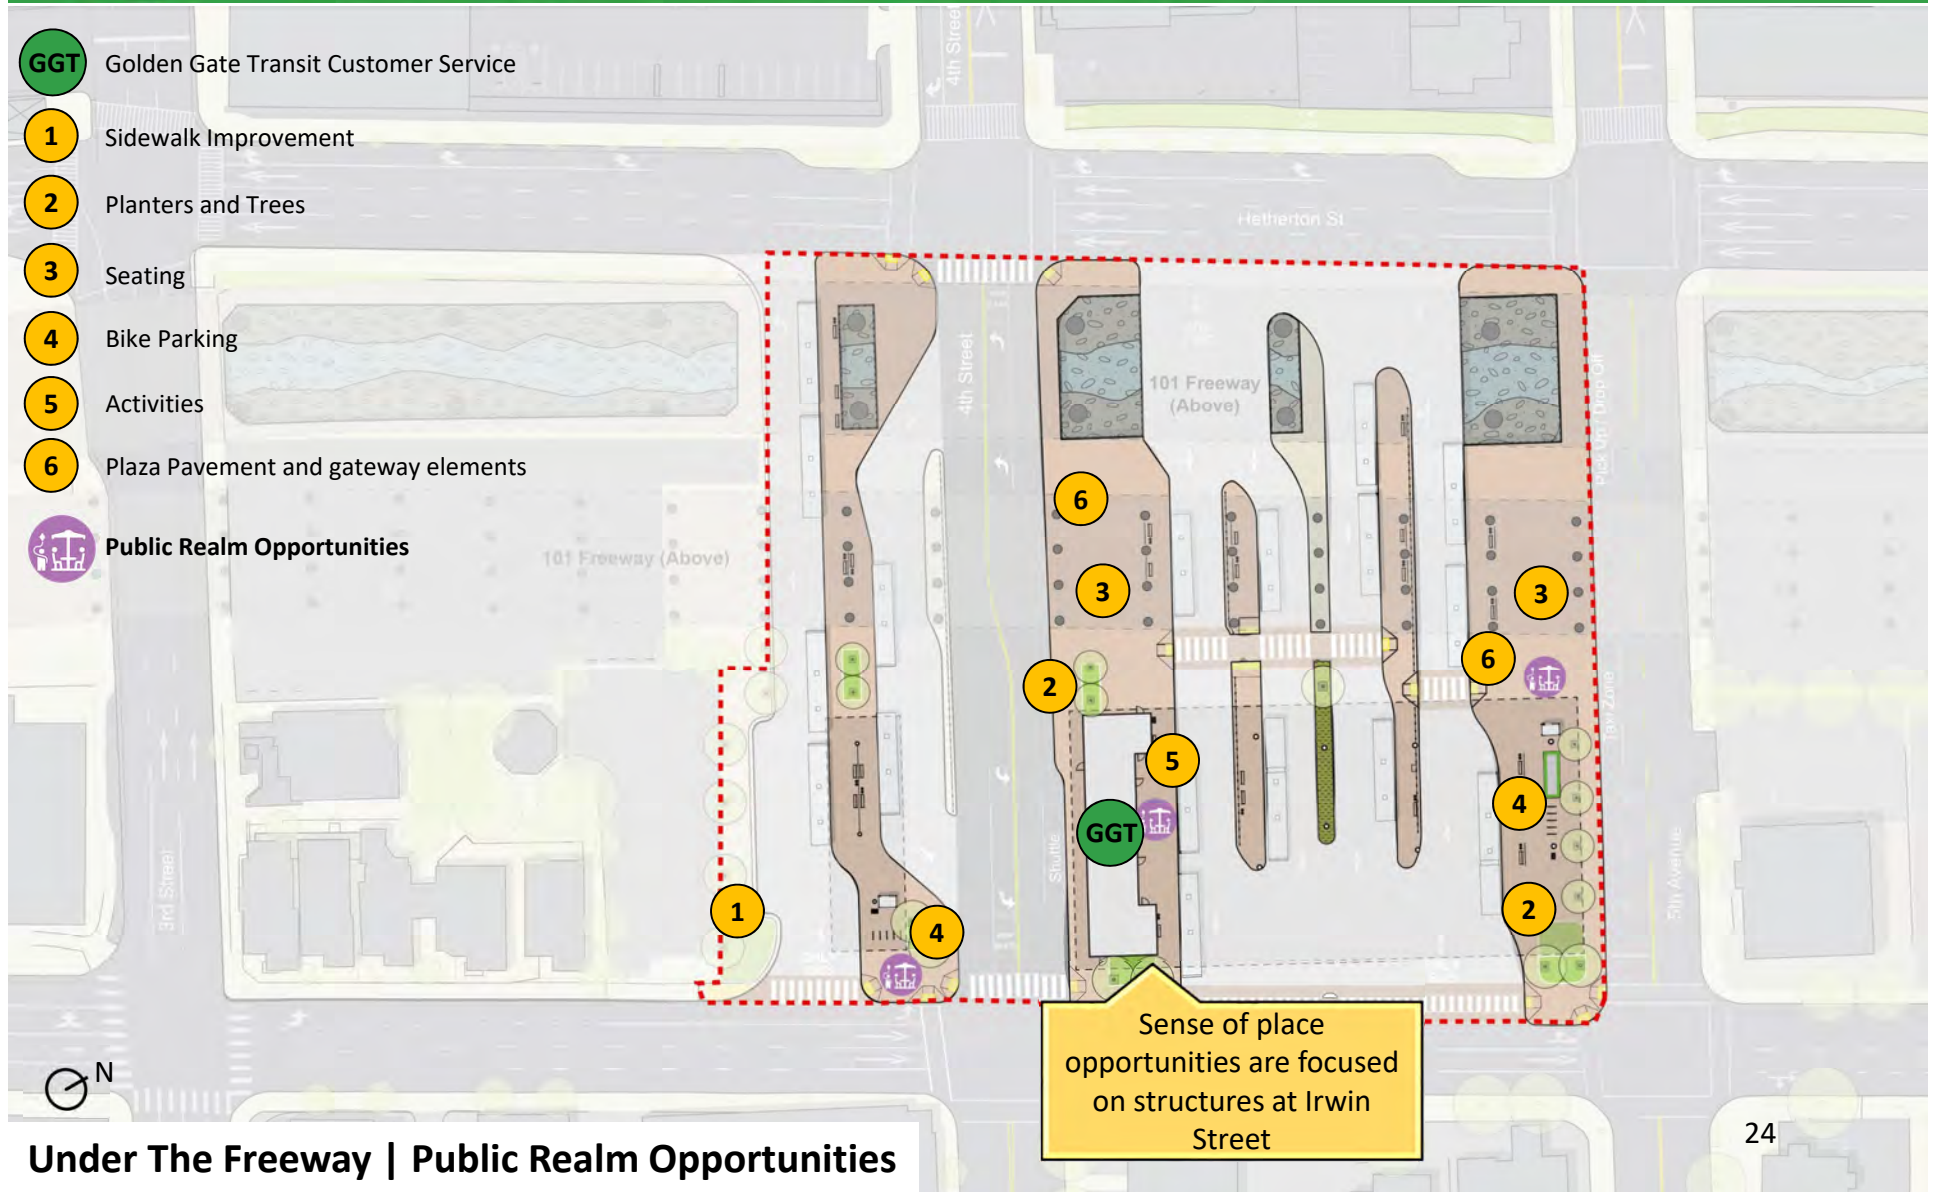 GGT Golden Gate Transit Customer Service
1 Sidewalk Improvement
2 Planters and Trees
3 Seating
4 Bike Parking
5 Activities
6 Plaza Pavement and gateway elements
Public Realm Opportunities
4th Street
Hetherton St
4th Street
101 Freeway
(Above)
Pick Up / Drop Off
101 Freeway (Above)
6
3
3
6
2
5
4
GGT
Shuttle
Taxi Zone
3rd Street
5th Avenue
1
4
2
Sense of place
opportunities are focused
on structures at Irwin
Street
N
24
Under The Freeway | Public Realm Opportunities